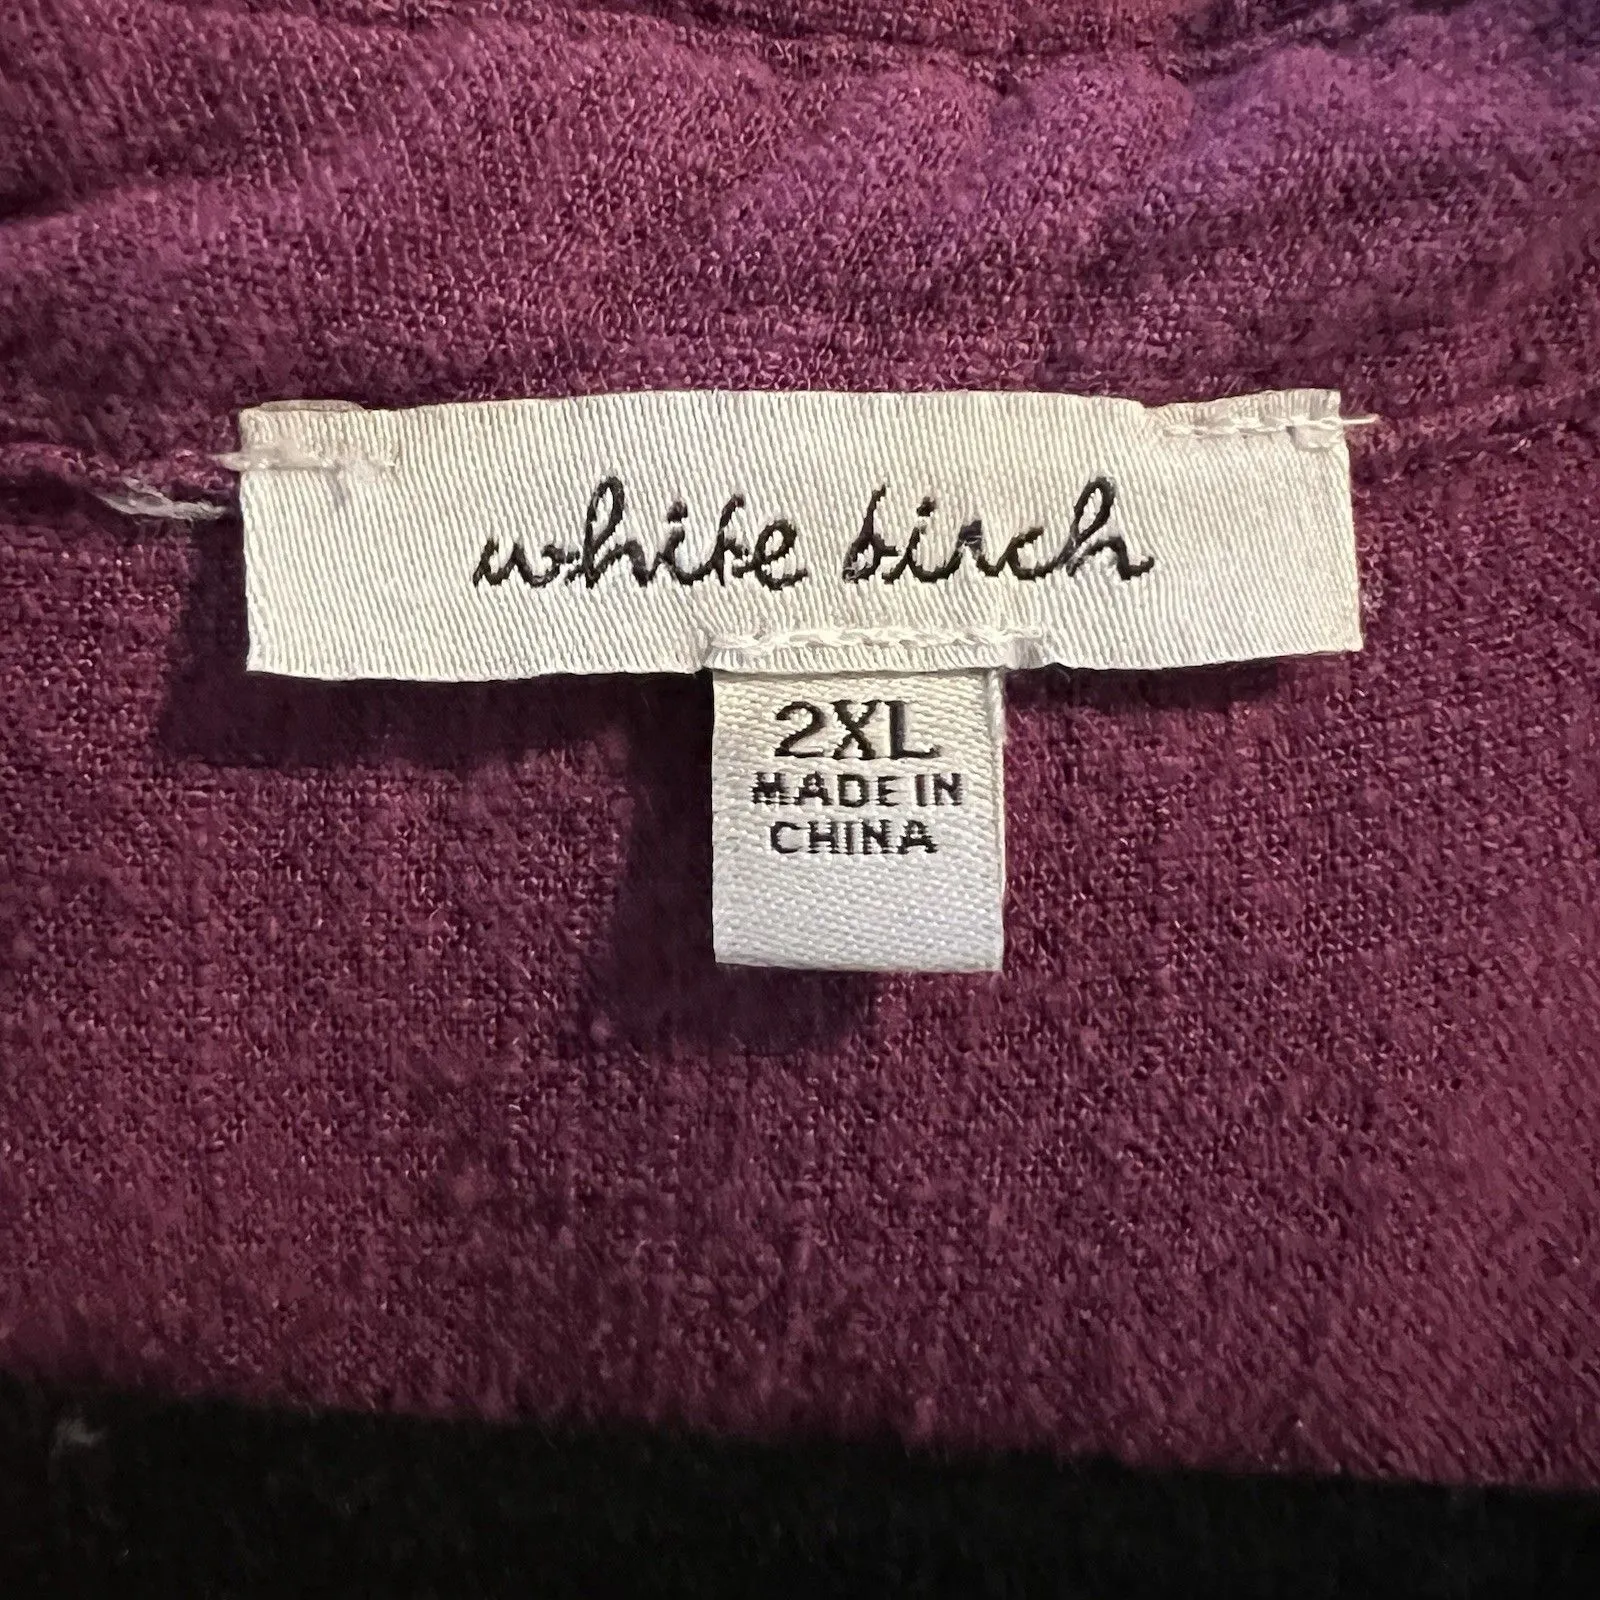 white birch
2XL
MADE IN
CHINA